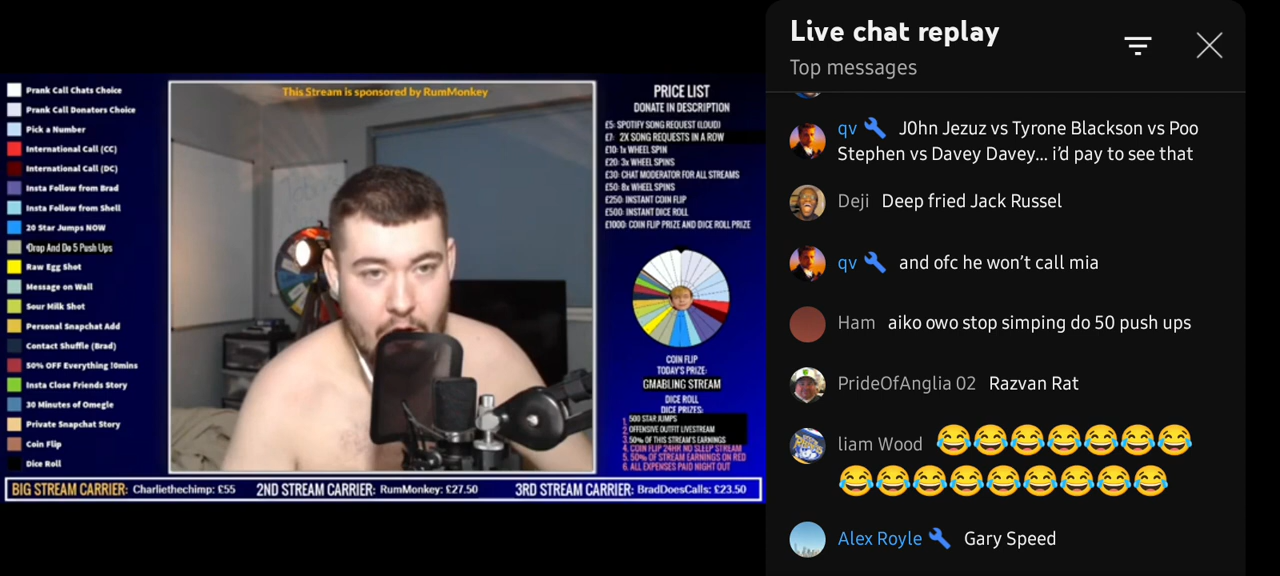 Prank Call Chats Choice
Prank Call Donators Choice
Pick a Number
International Call (CC)
International Call (DC)
Insta Follow from Brad
Insta Follow from Shell
20 Star Jumps NOW
Drop And Do 5 Push Ups
Raw Egg Shot
Message on Wall
Sour Milk Shot
Personal Snapchat Add
Contact Shuffle (Brad)
50% OFF Everything 10mins
Insta Close Friends Story
30 Minutes of Omegle
Private Snapchat Story
Coin Flip
Dice Roll
This Stream is sponsored by RumMonkey
PRICE LIST
DONATE IN DESCRIPTION
£5: SPOTIFY SONG REQUEST (LOUD)
£7: 2X SONG REQUESTS IN A ROW
£10: 1x WHEEL SPIN
£20: 3x WHEEL SPINS
£30: CHAT MODERATOR FOR ALL STREAMS
£50: 8x WHEEL SPINS
£250: INSTANT COIN FLIP
£500: INSTANT DICE ROLL
£1000: COIN FLIP PRIZE AND DICE ROLL PRIZE
COIN FLIP
TODAY'S PRIZE:
GMABLING STREAM
DICE ROLL
DICE PRIZES:
1. 500 STAR JUMPS
2. OFFENSIVE OUTFIT LIVESTREAM
3. 50% OF THIS STREAM'S EARNINGS
4. COIN FLIP 24HR NO SLEEP STREAM
5. 50% OF STREAM EARNINGS ON RED
6. ALL EXPENSES PAID NIGHT OUT
BIG STREAM CARRIER: Charliethechimp: £55 2ND STREAM CARRIER: RumMonkey: £27.50 3RD STREAM CARRIER: BradDoesCalls: £23.50
Live chat replay
Top messages
qv J0hn Jezuz vs Tyrone Blackson vs Poo
Stephen vs Davey Davey... i'd pay to see that
Deji Deep fried Jack Russel
qv and ofc he won't call mia
Ham aiko owo stop simping do 50 push ups
PrideOfAnglia 02 Razvan Rat
liam Wood 😂😂😂😂😂😂😂
😂😂😂😂😂😂😂😂😂
Alex Royle Gary Speed